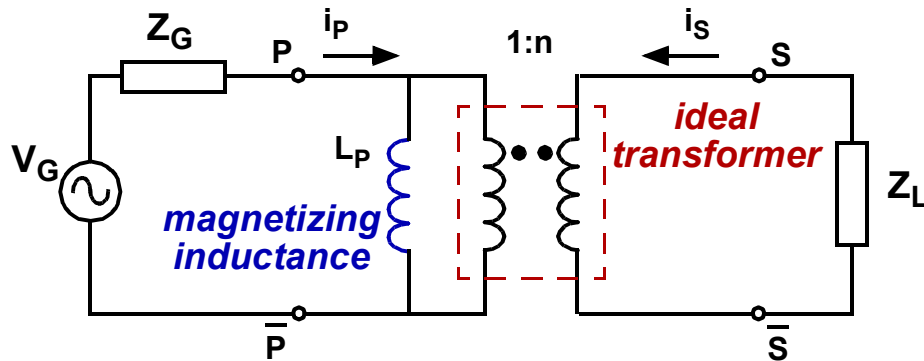 Z_G
P
i_P
1:n
i_S
S
V_G
L_P
magnetizing
inductance
ideal
transformer
Z_L
P̅
S̅